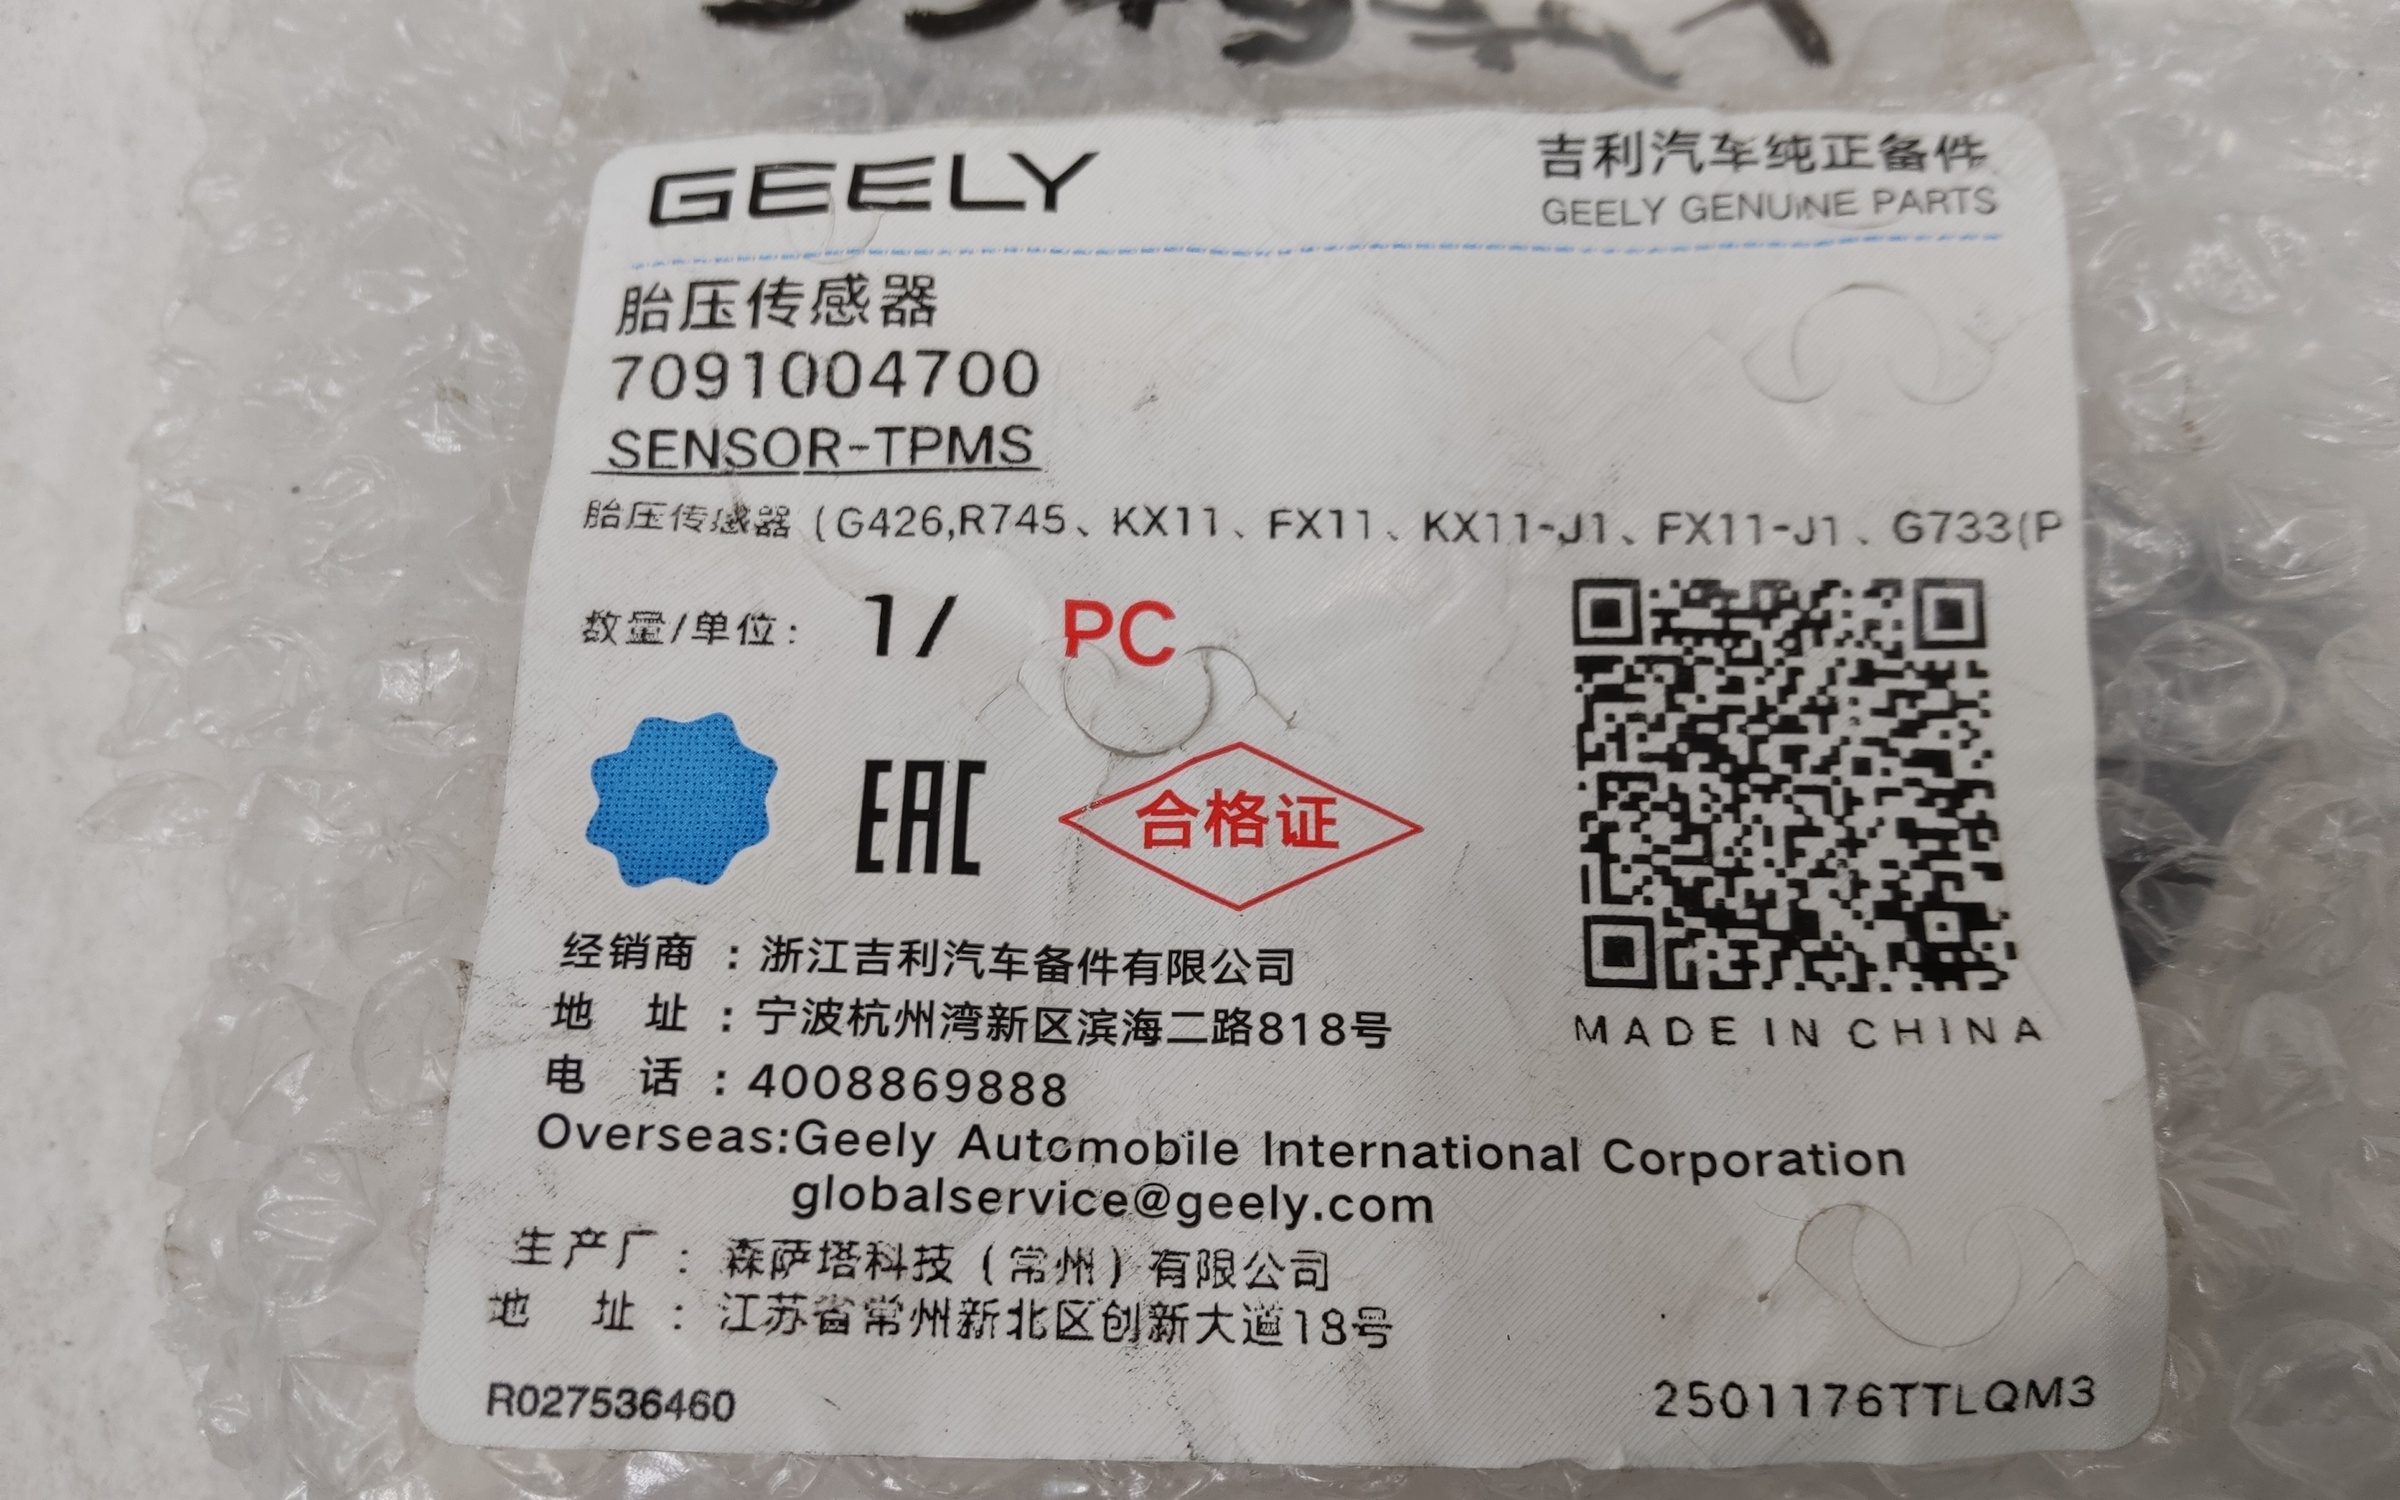 GEELY
吉利汽车纯正备件
GEELY GENUINE PARTS
胎压传感器
7091004700
SENSOR-TPMS
胎压传感器（G426,R745、KX11、FX11、KX11-J1、FX11-J1、G733(P
数量/单位： 1/ PC
EAC
合格证
经销商：浙江吉利汽车备件有限公司
地 址：宁波杭州湾新区滨海二路818号
电 话：4008869888
MADE IN CHINA
Overseas:Geely Automobile International Corporation
globalservice@geely.com
生产厂：森萨塔科技（常州）有限公司
地 址：江苏省常州新北区创新大道18号
R027536460
2501176TTLQM3